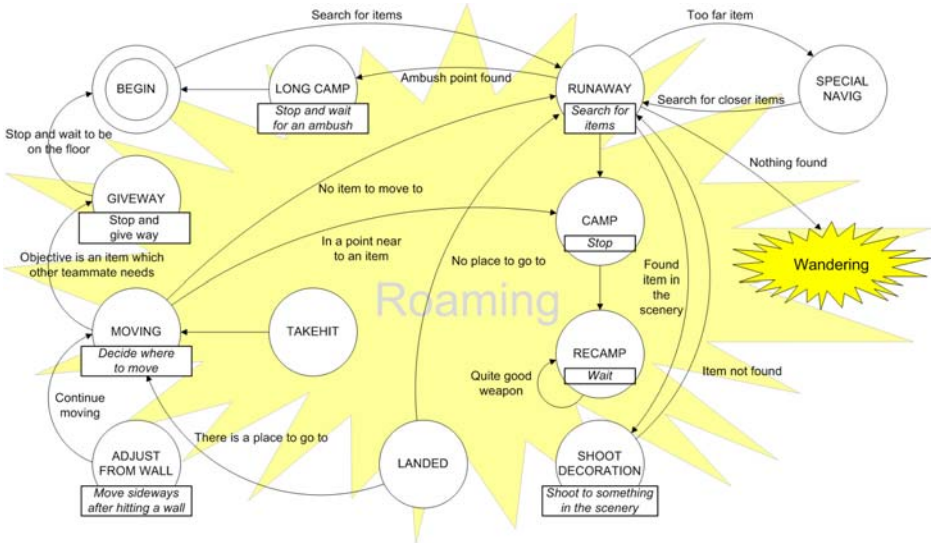 Search for items
Too far item
BEGIN
LONG CAMP
Stop and wait
for an ambush
Ambush point found
RUNAWAY
Search for
items
SPECIAL
NAVIG
Search for closer items
Stop and wait to be
on the floor
Nothing found
GIVEWAY
Stop and
give way
No item to move to
CAMP
Stop
Objective is an item which
other teammate needs
In a point near
to an item
No place to go to
Found
item in
the
scenery
Wandering
Roaming
MOVING
Decide where
to move
TAKEHIT
RECAMP
Wait
Quite good
weapon
Item not found
Continue
moving
There is a place to go to
ADJUST
FROM WALL
Move sideways
after hitting a wall
LANDED
SHOOT
DECORATION
Shoot to something
in the scenery